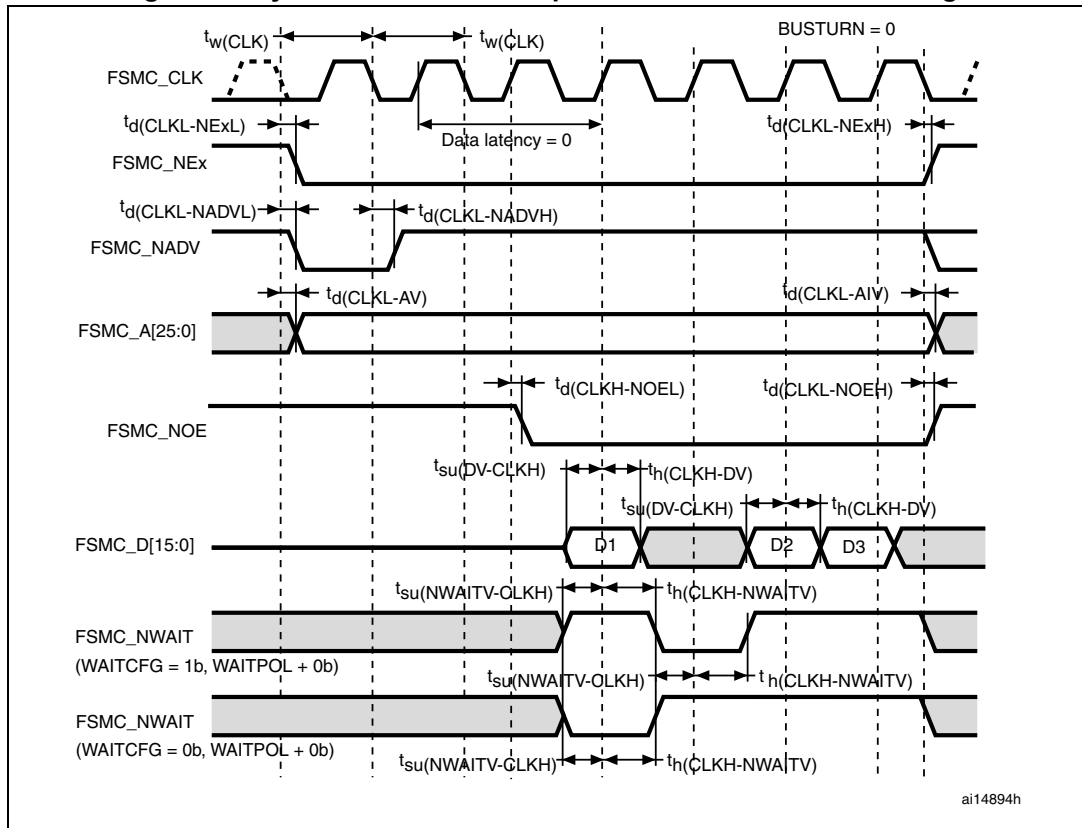 BUSTURN = 0
tw(CLK)
tw(CLK)
FSMC_CLK
td(CLKL-NExL)
Data latency = 0
td(CLKL-NExH)
FSMC_NEx
td(CLKL-NADVL)
td(CLKL-NADVH)
FSMC_NADV
td(CLKL-AV)
td(CLKL-AIV)
FSMC_A[25:0]
td(CLKH-NOEL)
td(CLKL-NOEH)
FSMC_NOE
tsu(DV-CLKH)
th(CLKH-DV)
tsu(DV-CLKH)
th(CLKH-DV)
FSMC_D[15:0]
D1
D2
D3
tsu(NWAITV-CLKH)
th(CLKH-NWAITV)
FSMC_NWAIT
(WAITCFG = 1b, WAITPOL + 0b)
tsu(NWAITV-CLKH)
th(CLKH-NWAITV)
FSMC_NWAIT
(WAITCFG = 0b, WAITPOL + 0b)
tsu(NWAITV-CLKH)
th(CLKH-NWAITV)
ai14894h